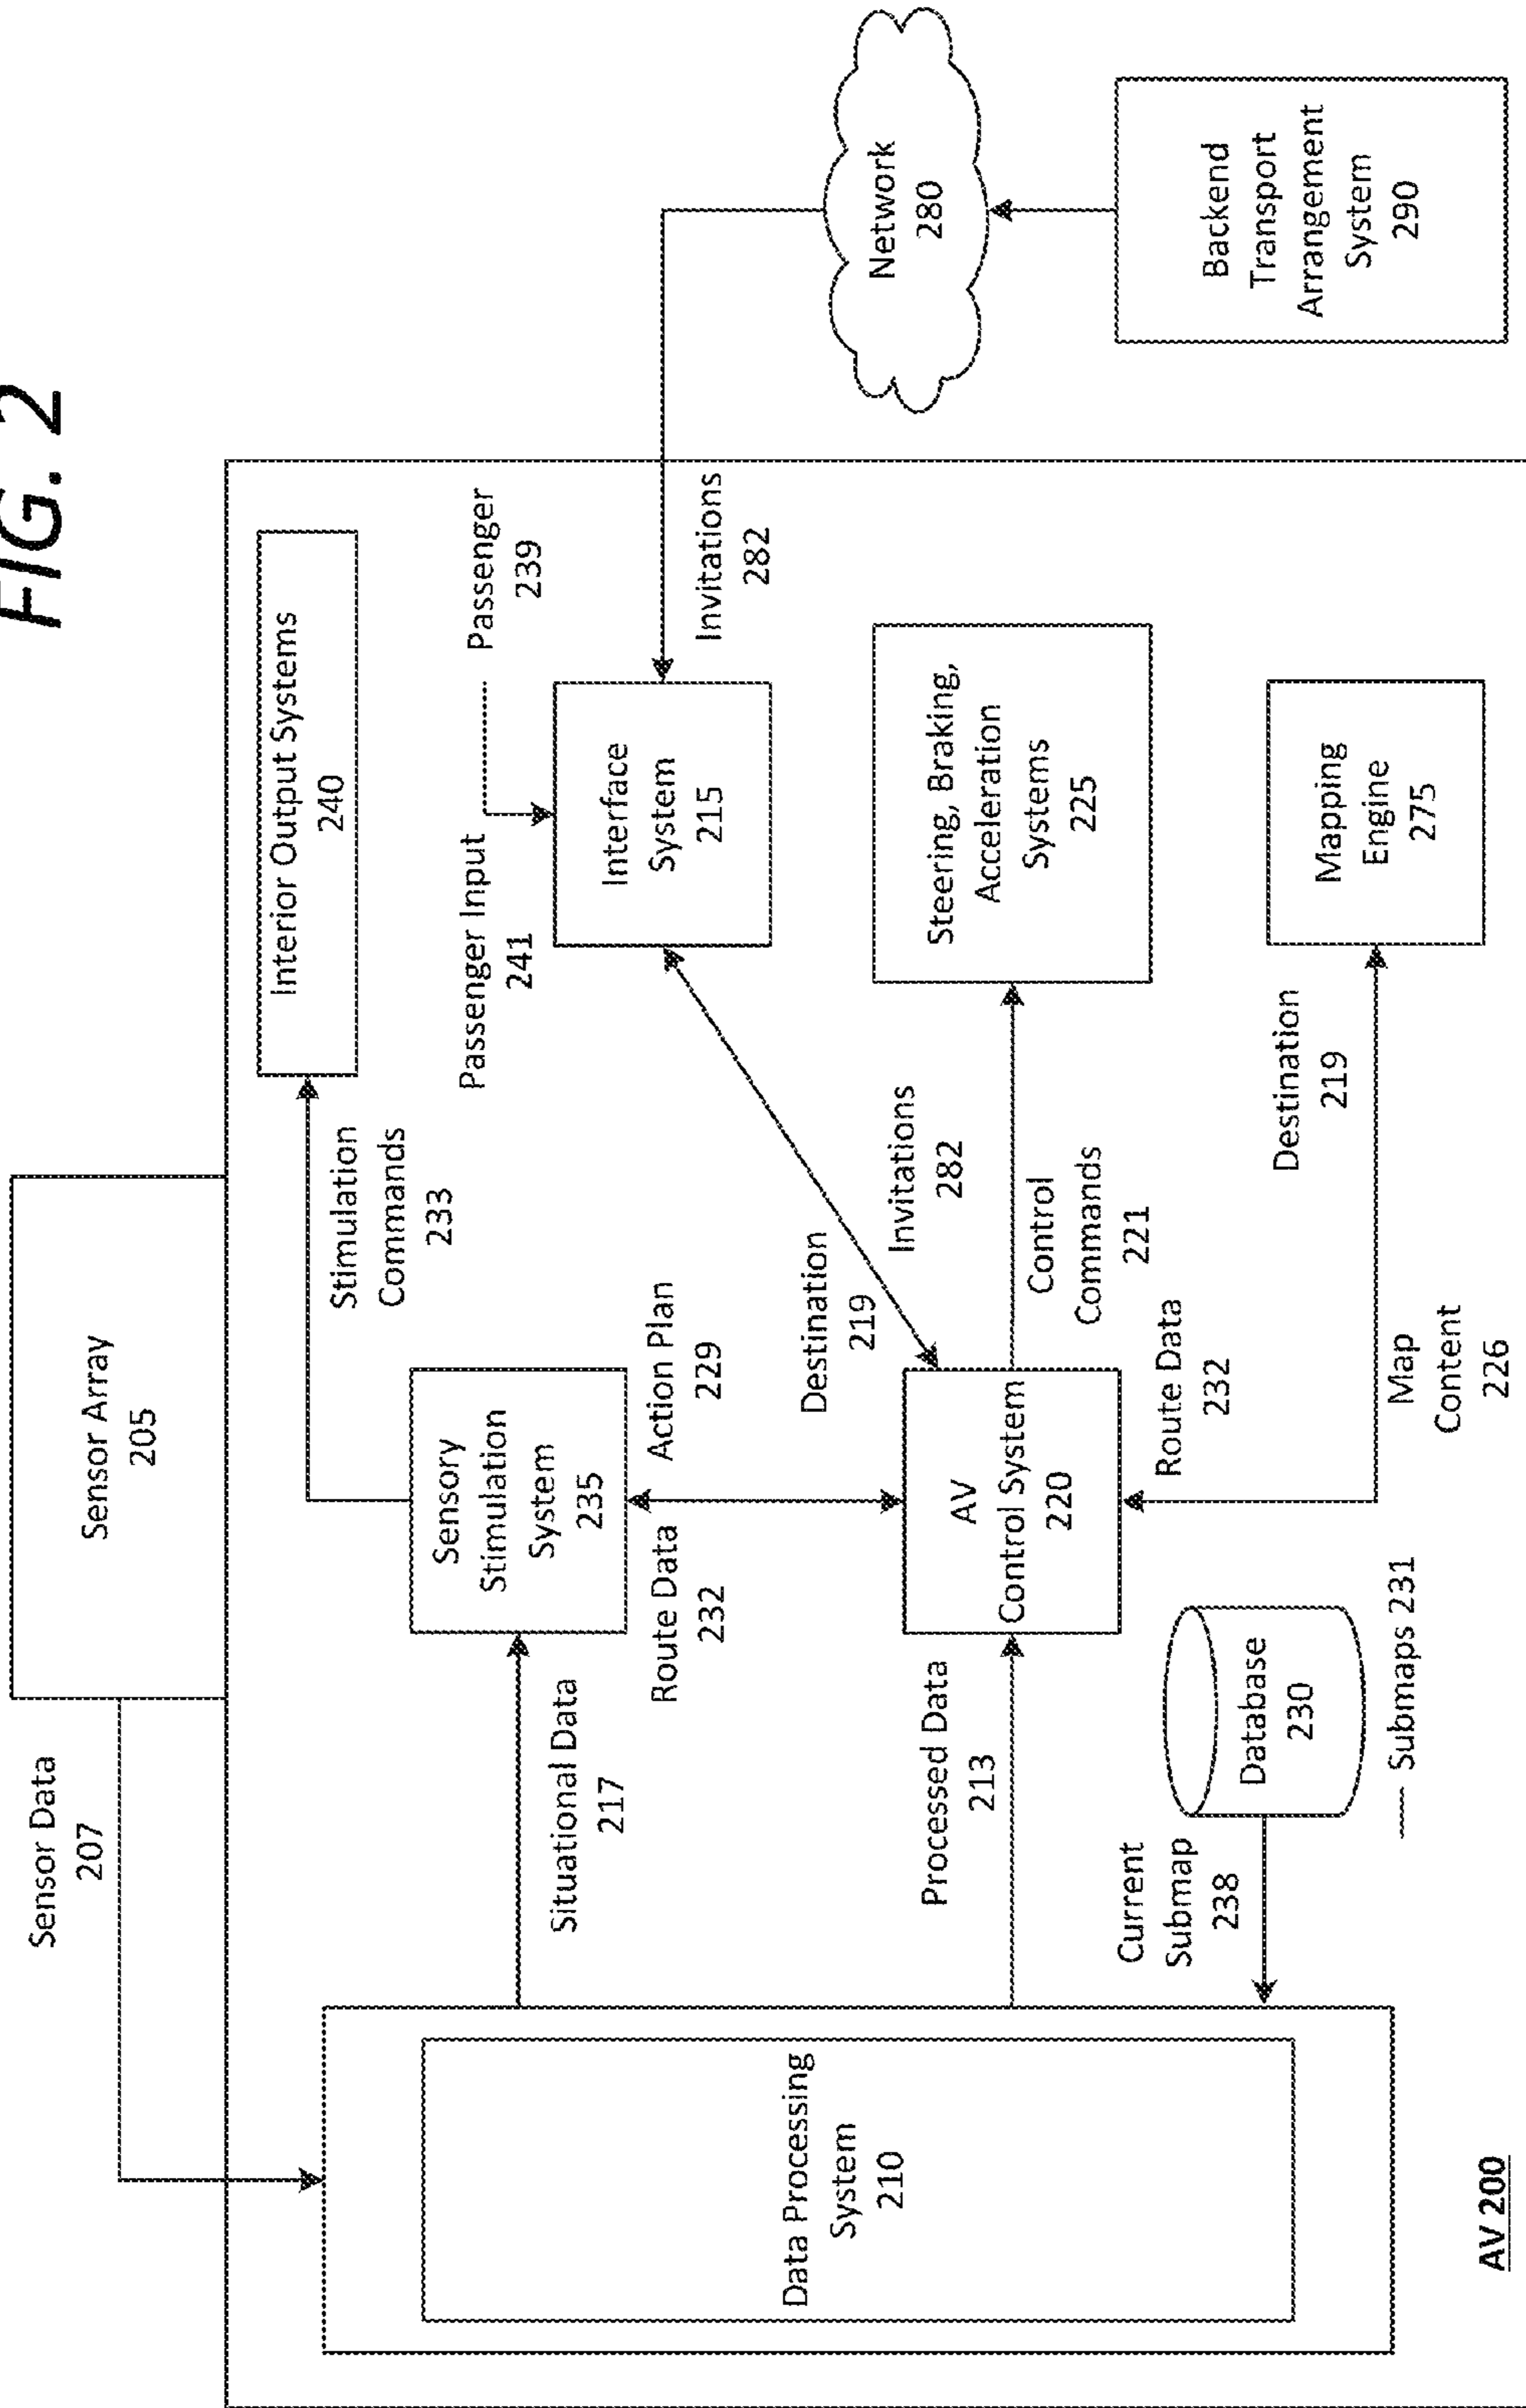 FIG. 2
Sensor Array
205
Sensor Data
207
Interior Output Systems
240
Stimulation
Commands
233
Passenger
239
Passenger Input
241
Sensory
Stimulation
System
235
Situational Data
217
Route Data
232
Action Plan
229
Interface
System
215
Invitations
282
Destination
219
Invitations
282
Network
280
Data Processing
System
210
Processed Data
213
AV
Control System
220
Control
Commands
221
Steering, Braking,
Acceleration
Systems
225
Current
Submap
238
Database
230
Submaps 231
Route Data
232
Map
Content
226
Destination
219
Mapping
Engine
275
Backend
Transport
Arrangement
System
290
AV 200